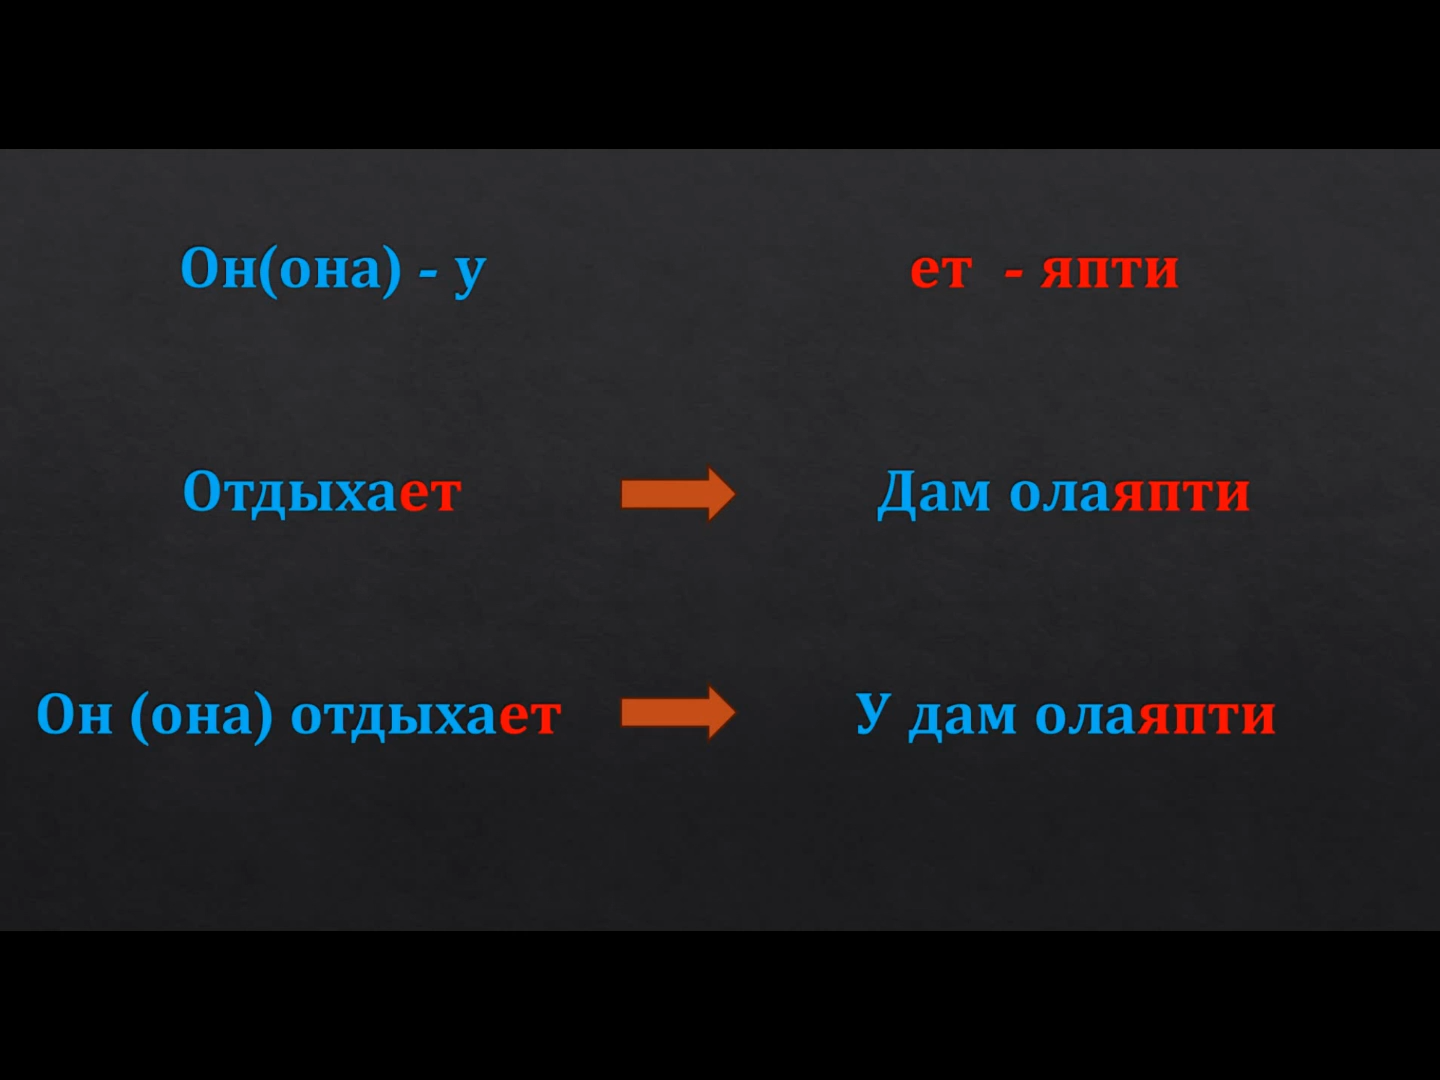 Он(она) - у
ет - япти
Отдыхает
Дам олаяпти
Он (она) отдыхает
У дам олаяпти